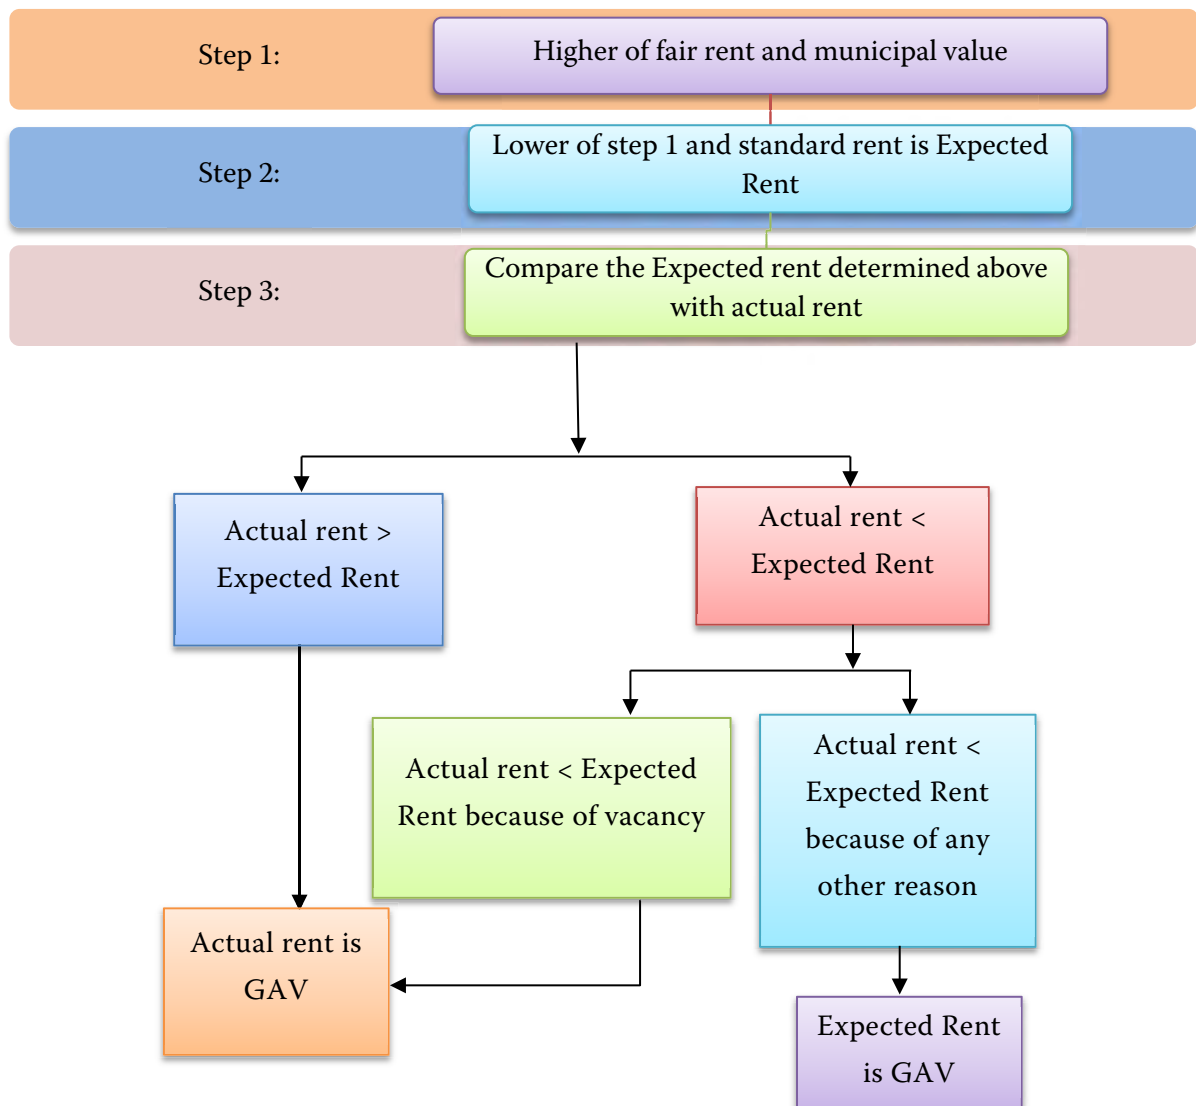 Step 1:
Higher of fair rent and municipal value
Step 2:
Lower of step 1 and standard rent is Expected
Rent
Step 3:
Compare the Expected rent determined above
with actual rent
Actual rent >
Expected Rent
Actual rent <
Expected Rent
Actual rent < Expected
Rent because of vacancy
Actual rent <
Expected Rent
because of any
other reason
Actual rent is
GAV
Expected Rent
is GAV